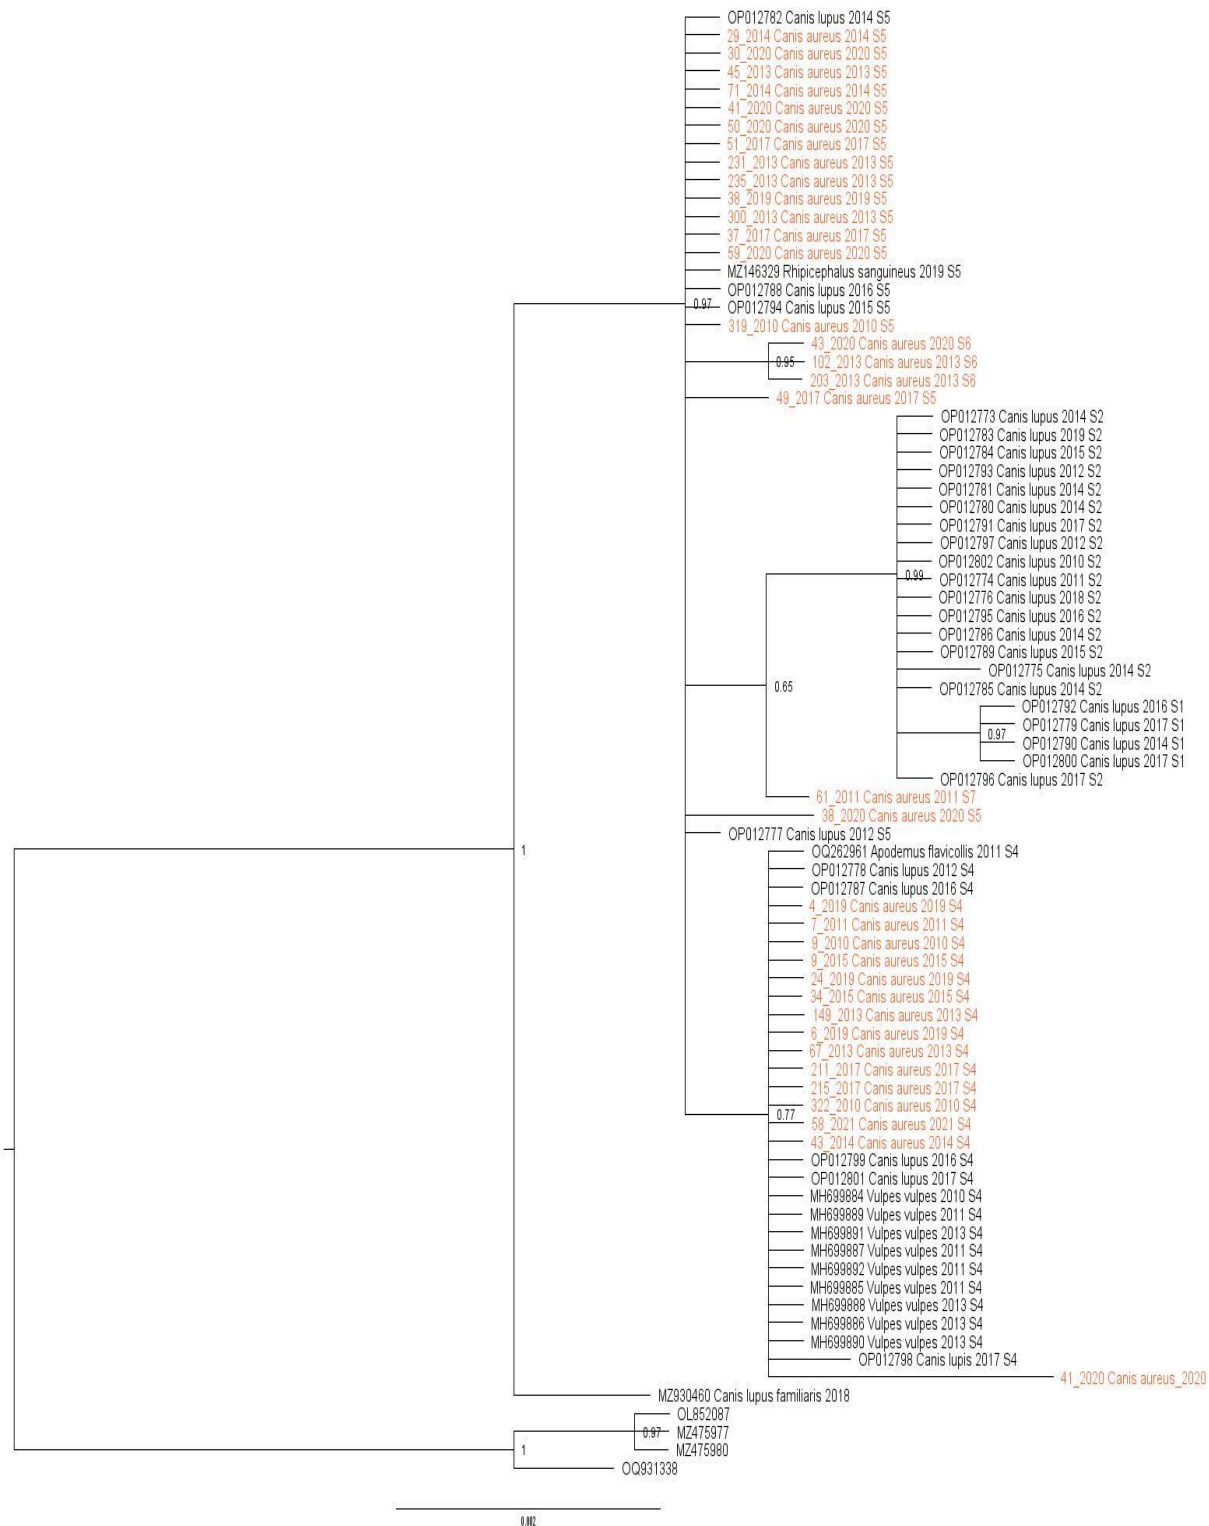 OP012782 Canis lupus 2014 S5
29_2014 Canis aureus 2014 S5
30_2020 Canis aureus 2020 S5
45_2013 Canis aureus 2013 S5
71_2014 Canis aureus 2014 S5
41_2020 Canis aureus 2020 S5
50_2020 Canis aureus 2020 S5
51_2017 Canis aureus 2017 S5
231_2013 Canis aureus 2013 S5
235_2013 Canis aureus 2013 S5
38_2019 Canis aureus 2019 S5
300_2013 Canis aureus 2013 S5
37_2017 Canis aureus 2017 S5
59_2020 Canis aureus 2020 S5
MZ146329 Rhipicephalus sanguineus 2019 S5
OP012788 Canis lupus 2016 S5
0.97
OP012794 Canis lupus 2015 S5
319_2010 Canis aureus 2010 S5
43_2020 Canis aureus 2020 S6
0.95
102_2013 Canis aureus 2013 S6
203_2013 Canis aureus 2013 S6
49_2017 Canis aureus 2017 S5
OP012773 Canis lupus 2014 S2
OP012783 Canis lupus 2019 S2
OP012784 Canis lupus 2015 S2
OP012793 Canis lupus 2012 S2
OP012781 Canis lupus 2014 S2
OP012780 Canis lupus 2014 S2
OP012791 Canis lupus 2017 S2
OP012797 Canis lupus 2012 S2
OP012802 Canis lupus 2010 S2
0.99
OP012774 Canis lupus 2011 S2
OP012776 Canis lupus 2018 S2
OP012795 Canis lupus 2016 S2
OP012786 Canis lupus 2014 S2
OP012789 Canis lupus 2015 S2
OP012775 Canis lupus 2014 S2
0.65
OP012785 Canis lupus 2014 S2
OP012792 Canis lupus 2016 S1
OP012779 Canis lupus 2017 S1
0.97
OP012790 Canis lupus 2014 S1
OP012800 Canis lupus 2017 S1
OP012796 Canis lupus 2017 S2
61_2011 Canis aureus 2011 S7
38_2020 Canis aureus 2020 S5
OP012777 Canis lupus 2012 S5
1
OQ262961 Apodemus flavicollis 2011 S4
OP012778 Canis lupus 2012 S4
OP012787 Canis lupus 2016 S4
4_2019 Canis aureus 2019 S4
7_2011 Canis aureus 2011 S4
9_2010 Canis aureus 2010 S4
9_2015 Canis aureus 2015 S4
24_2019 Canis aureus 2019 S4
34_2015 Canis aureus 2015 S4
149_2013 Canis aureus 2013 S4
6_2019 Canis aureus 2019 S4
67_2013 Canis aureus 2013 S4
211_2017 Canis aureus 2017 S4
215_2017 Canis aureus 2017 S4
322_2010 Canis aureus 2010 S4
0.77
58_2021 Canis aureus 2021 S4
43_2014 Canis aureus 2014 S4
OP012799 Canis lupus 2016 S4
OP012801 Canis lupus 2017 S4
MH699884 Vulpes vulpes 2010 S4
MH699889 Vulpes vulpes 2011 S4
MH699891 Vulpes vulpes 2013 S4
MH699887 Vulpes vulpes 2011 S4
MH699892 Vulpes vulpes 2011 S4
MH699885 Vulpes vulpes 2011 S4
MH699888 Vulpes vulpes 2013 S4
MH699886 Vulpes vulpes 2013 S4
MH699890 Vulpes vulpes 2013 S4
OP012798 Canis lupis 2017 S4
41_2020 Canis aureus_2020
MZ930460 Canis lupus familiaris 2018
OL852087
0.97
MZ475977
1
MZ475980
OQ931338
0.002